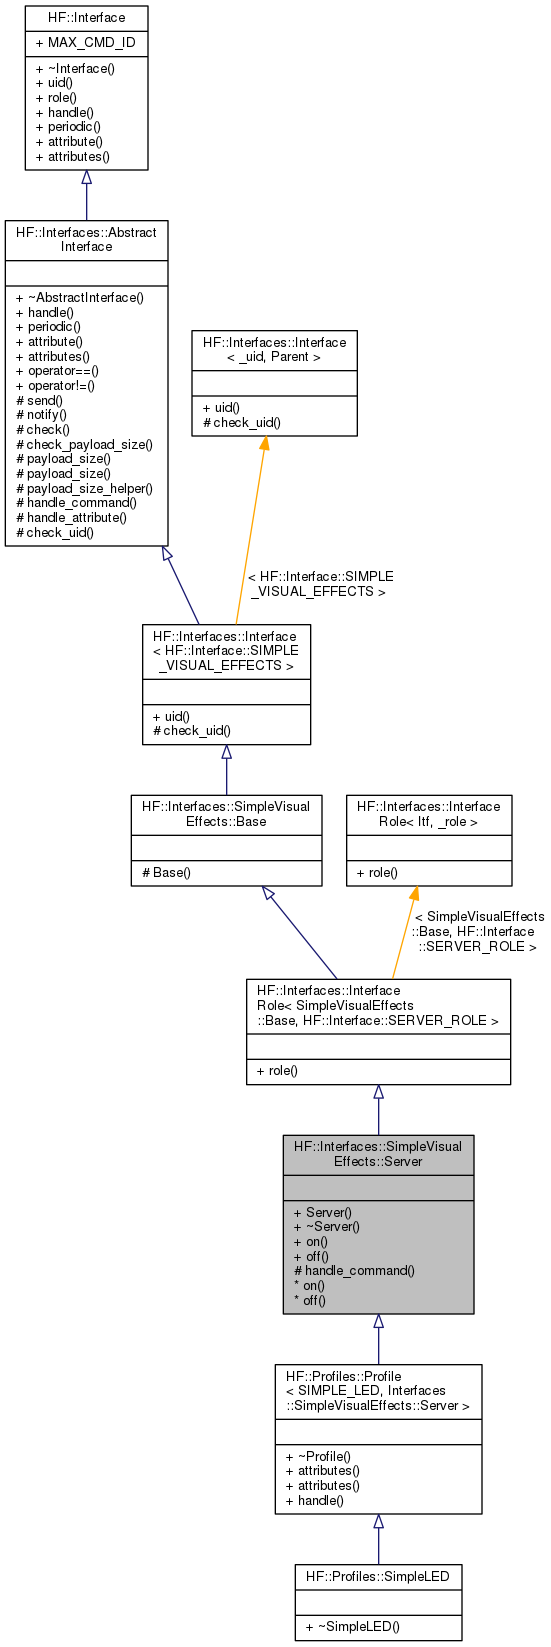 HF::Interface
+ MAX_CMD_ID
+ ~Interface()
+ uid()
+ role()
+ handle()
+ periodic()
+ attribute()
+ attributes()
HF::Interfaces::Abstract
Interface
+ ~AbstractInterface()
+ handle()
+ periodic()
+ attribute()
+ attributes()
+ operator==()
+ operator!=()
# send()
# notify()
# check()
# check_payload_size()
# payload_size()
# payload_size()
# payload_size_helper()
# handle_command()
# handle_attribute()
# check_uid()
HF::Interfaces::Interface
< _uid, Parent >
+ uid()
# check_uid()
< HF::Interface::SIMPLE
_VISUAL_EFFECTS >
HF::Interfaces::Interface
< HF::Interface::SIMPLE
_VISUAL_EFFECTS >
+ uid()
# check_uid()
HF::Interfaces::SimpleVisual
Effects::Base
# Base()
HF::Interfaces::Interface
Role< Itf, _role >
+ role()
< SimpleVisualEffects
::Base, HF::Interface
::SERVER_ROLE >
HF::Interfaces::Interface
Role< SimpleVisualEffects
::Base, HF::Interface::SERVER_ROLE >
+ role()
HF::Interfaces::SimpleVisual
Effects::Server
+ Server()
+ ~Server()
+ on()
+ off()
# handle_command()
* on()
* off()
HF::Profiles::Profile
< SIMPLE_LED, Interfaces
::SimpleVisualEffects::Server >
+ ~Profile()
+ attributes()
+ attributes()
+ handle()
HF::Profiles::SimpleLED
+ ~SimpleLED()